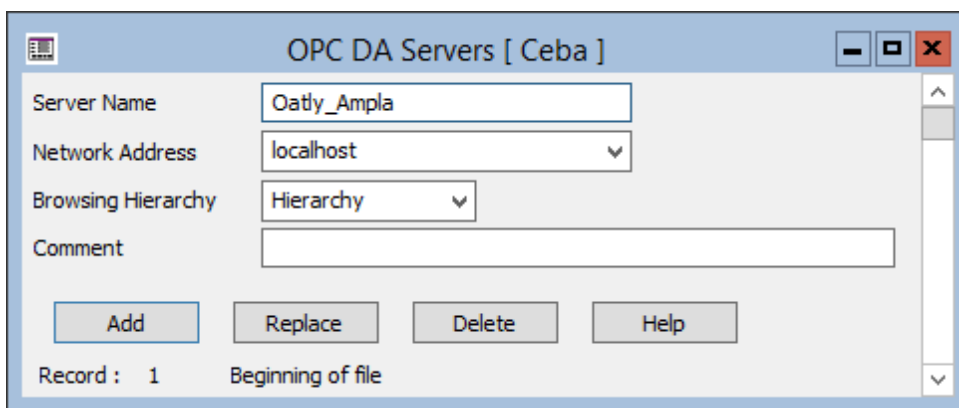 OPC DA Servers [ Ceba ]
Server Name Oatly_Ampla
Network Address localhost
Browsing Hierarchy Hierarchy
Comment
Add Replace Delete Help
Record : 1 Beginning of file